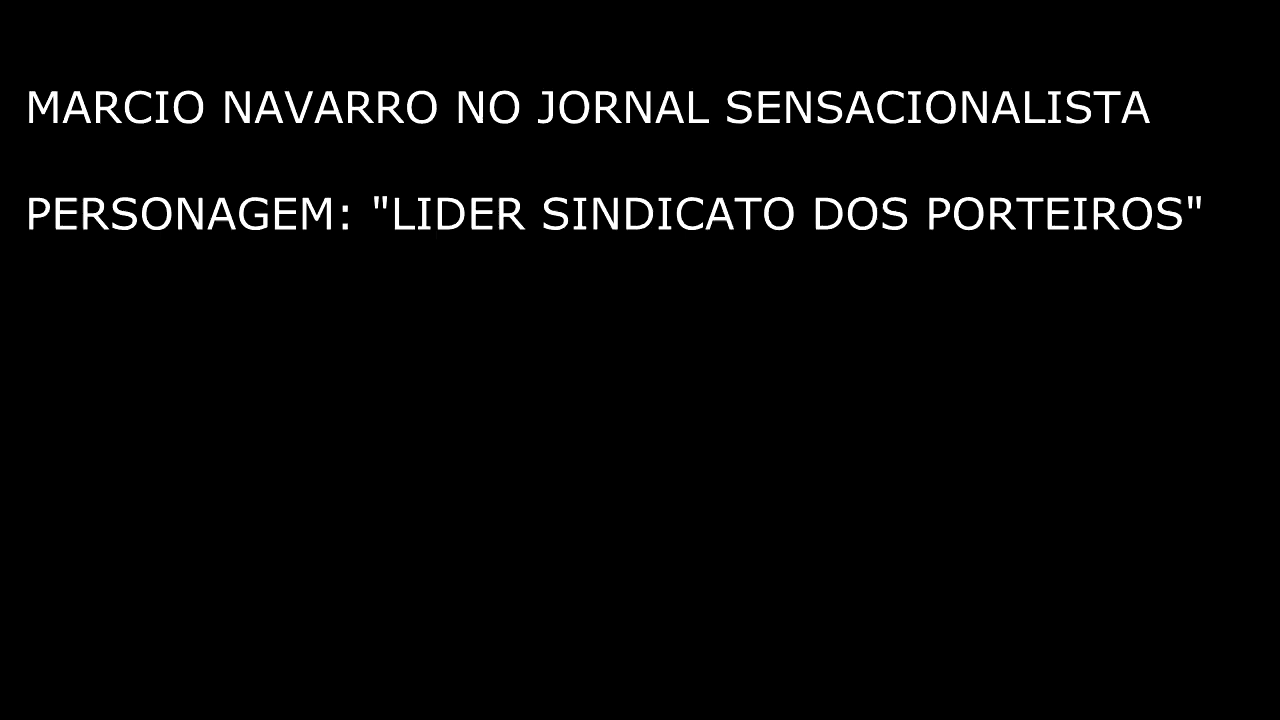 MARCIO NAVARRO NO JORNAL SENSACIONALISTA
PERSONAGEM: "LIDER SINDICATO DOS PORTEIROS"